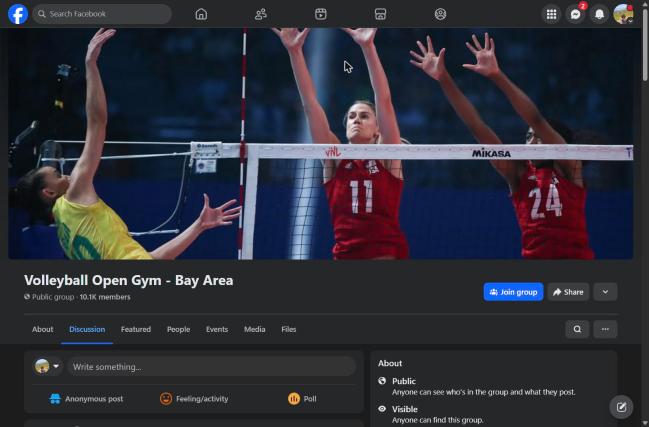 Search Facebook
2
VNL
MIKASA
11
24
Volleyball Open Gym - Bay Area
Public group · 10.1K members
Join group
Share
About
Discussion
Featured
People
Events
Media
Files
Write something...
Anonymous post
Feeling/activity
Poll
About
Public
Anyone can see who's in the group and what they post.
Visible
Anyone can find this group.